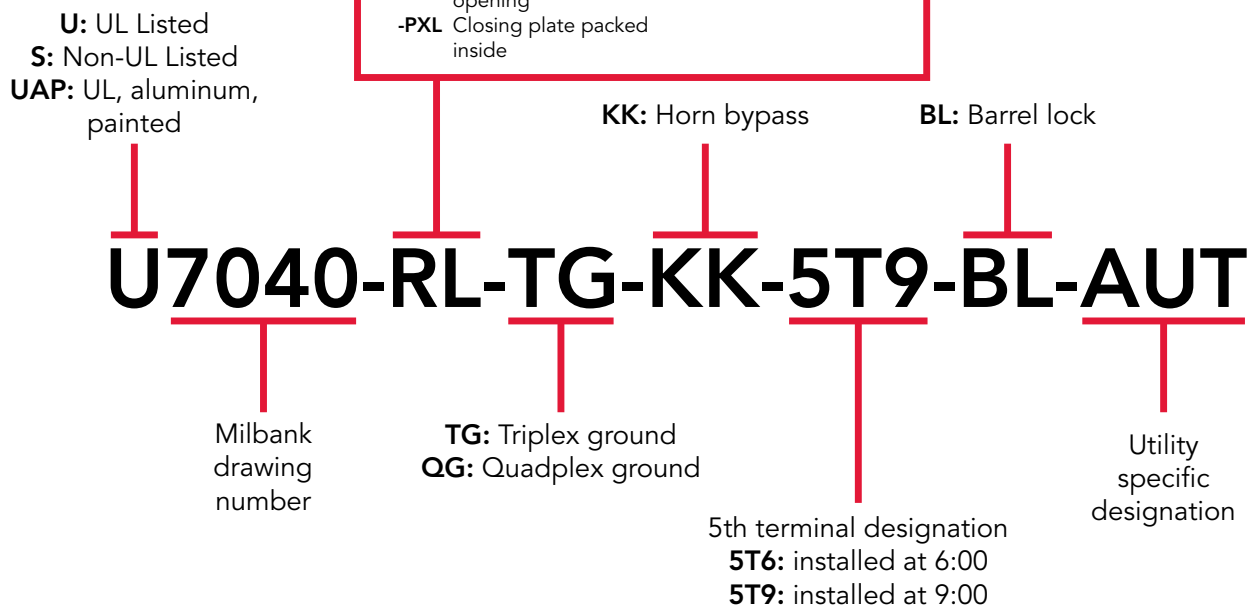 opening
-PXL Closing plate packed
inside
U: UL Listed
S: Non-UL Listed
UAP: UL, aluminum,
painted
KK: Horn bypass
BL: Barrel lock
U7040-RL-TG-KK-5T9-BL-AUT
Milbank
drawing
number
TG: Triplex ground
QG: Quadplex ground
5th terminal designation
5T6: installed at 6:00
5T9: installed at 9:00
Utility
specific
designation